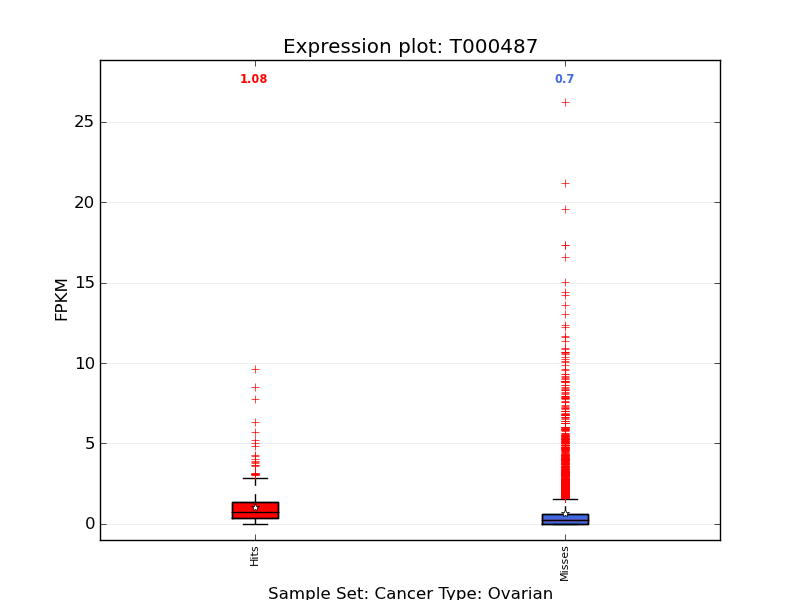 Expression plot: T000487
1.08
0.7
25
20
15
10
5
0
FPKM
Hits
Misses
Sample Set: Cancer Type: Ovarian